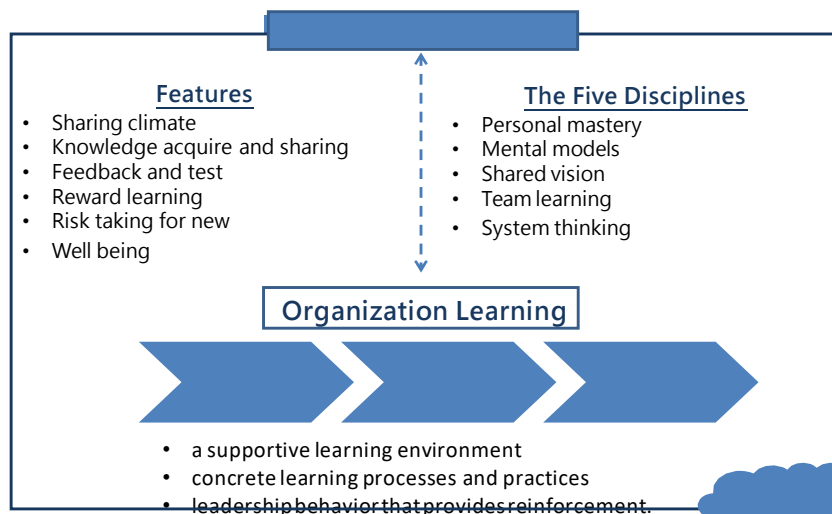 Features
• Sharing climate
• Knowledge acquire and sharing
• Feedback and test
• Reward learning
• Risk taking for new
• Well being
The Five Disciplines
• Personal mastery
• Mental models
• Shared vision
• Team learning
• System thinking
Organization Learning
• a supportive learning environment
• concrete learning processes and practices
• leadership behavior that provides reinforcement.